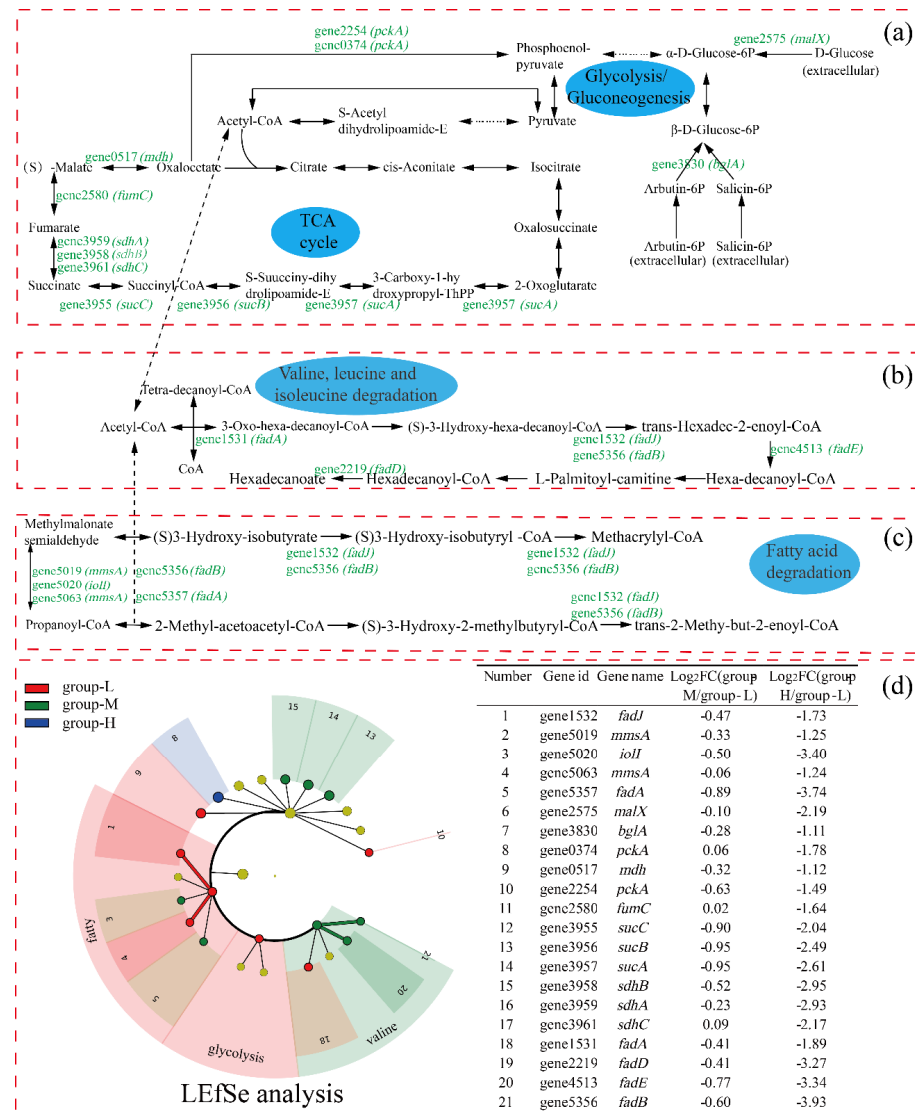 (a)
gene2254 (pckA)
gene0374 (pckA)
Phosphoenol-
pyruvate
α-D-Glucose-6P
gene2575 (malX)
D-Glucose
(extracellular)
Glycolysis/
Gluconeogenesis
Acetyl-CoA
S-Acetyl
dihydrolipoamide-E
Pyruvate
β-D-Glucose-6P
(S) -Malate
gene0517 (mdh)
Oxalocetate
Citrate
cis-Aconitate
Isocitrate
gene3830 (bglA)
gene2580 (fumC)
Arbutin-6P
Salicin-6P
Fumarate
TCA
cycle
Oxalosuccinate
gene3959 (sdhA)
gene3958 (sdhB)
gene3961 (sdhC)
Arbutin-6P
(extracellular)
Salicin-6P
(extracellular)
Succinate
Succinyl-CoA
S-Suucciny-dihy
drolipoamide-E
3-Carboxy-1-hy
droxypropyl-ThPP
2-Oxoglutarate
gene3955 (sucC)
gene3956 (sucB)
gene3957 (sucA)
gene3957 (sucA)
(b)
Valine, leucine and
isoleucine degradation
Tetra-decanoyl-CoA
Acetyl-CoA
3-Oxo-hexa-decanoyl-CoA
(S)-3-Hydroxy-hexa-decanoyl-CoA
trans-Hexadec-2-enoyl-CoA
gene1531 (fadA)
gene1532 (fadJ)
gene5356 (fadB)
gene4513 (fadE)
CoA
gene2219 (fadD)
Hexadecanoate
Hexadecanoyl-CoA
L-Palmitoyl-camitine
Hexa-decanoyl-CoA
(c)
Methylmalonate
semialdehyde
(S)3-Hydroxy-isobutyrate
(S)3-Hydroxy-isobutyryl -CoA
Methacrylyl-CoA
gene1532 (fadJ)
gene5356 (fadB)
gene1532 (fadJ)
gene5356 (fadB)
Fatty acid
degradation
gene5019 (mmsA)
gene5020 (iolI)
gene5063 (mmsA)
gene5356 (fadB)
gene5357 (fadA)
gene1532 (fadJ)
gene5356 (fadB)
Propanoyl-CoA
2-Methyl-acetoacetyl-CoA
(S)-3-Hydroxy-2-methylbutyryl-CoA
trans-2-Methy-but-2-enoyl-CoA
(d)
group-L
group-M
group-H
15
14
13
8
9
1
10
3
4
5
fatty
glycolysis
18
valine
20
21
LEfSe analysis
Number Gene id Gene name Log2FC(group M/group-L) Log2FC(group H/group-L)
1 gene1532 fadJ -0.47 -1.73
2 gene5019 mmsA -0.33 -1.25
3 gene5020 iolI -0.50 -3.40
4 gene5063 mmsA -0.06 -1.24
5 gene5357 fadA -0.89 -3.74
6 gene2575 malX -0.10 -2.19
7 gene3830 bglA -0.28 -1.11
8 gene0374 pckA 0.06 -1.78
9 gene0517 mdh -0.32 -1.12
10 gene2254 pckA -0.63 -1.49
11 gene2580 fumC 0.02 -1.64
12 gene3955 sucC -0.90 -2.04
13 gene3956 sucB -0.95 -2.49
14 gene3957 sucA -0.95 -2.61
15 gene3958 sdhB -0.52 -2.95
16 gene3959 sdhA -0.23 -2.93
17 gene3961 sdhC 0.09 -2.17
18 gene1531 fadA -0.41 -1.89
19 gene2219 fadD -0.41 -3.27
20 gene4513 fadE -0.77 -3.34
21 gene5356 fadB -0.60 -3.93